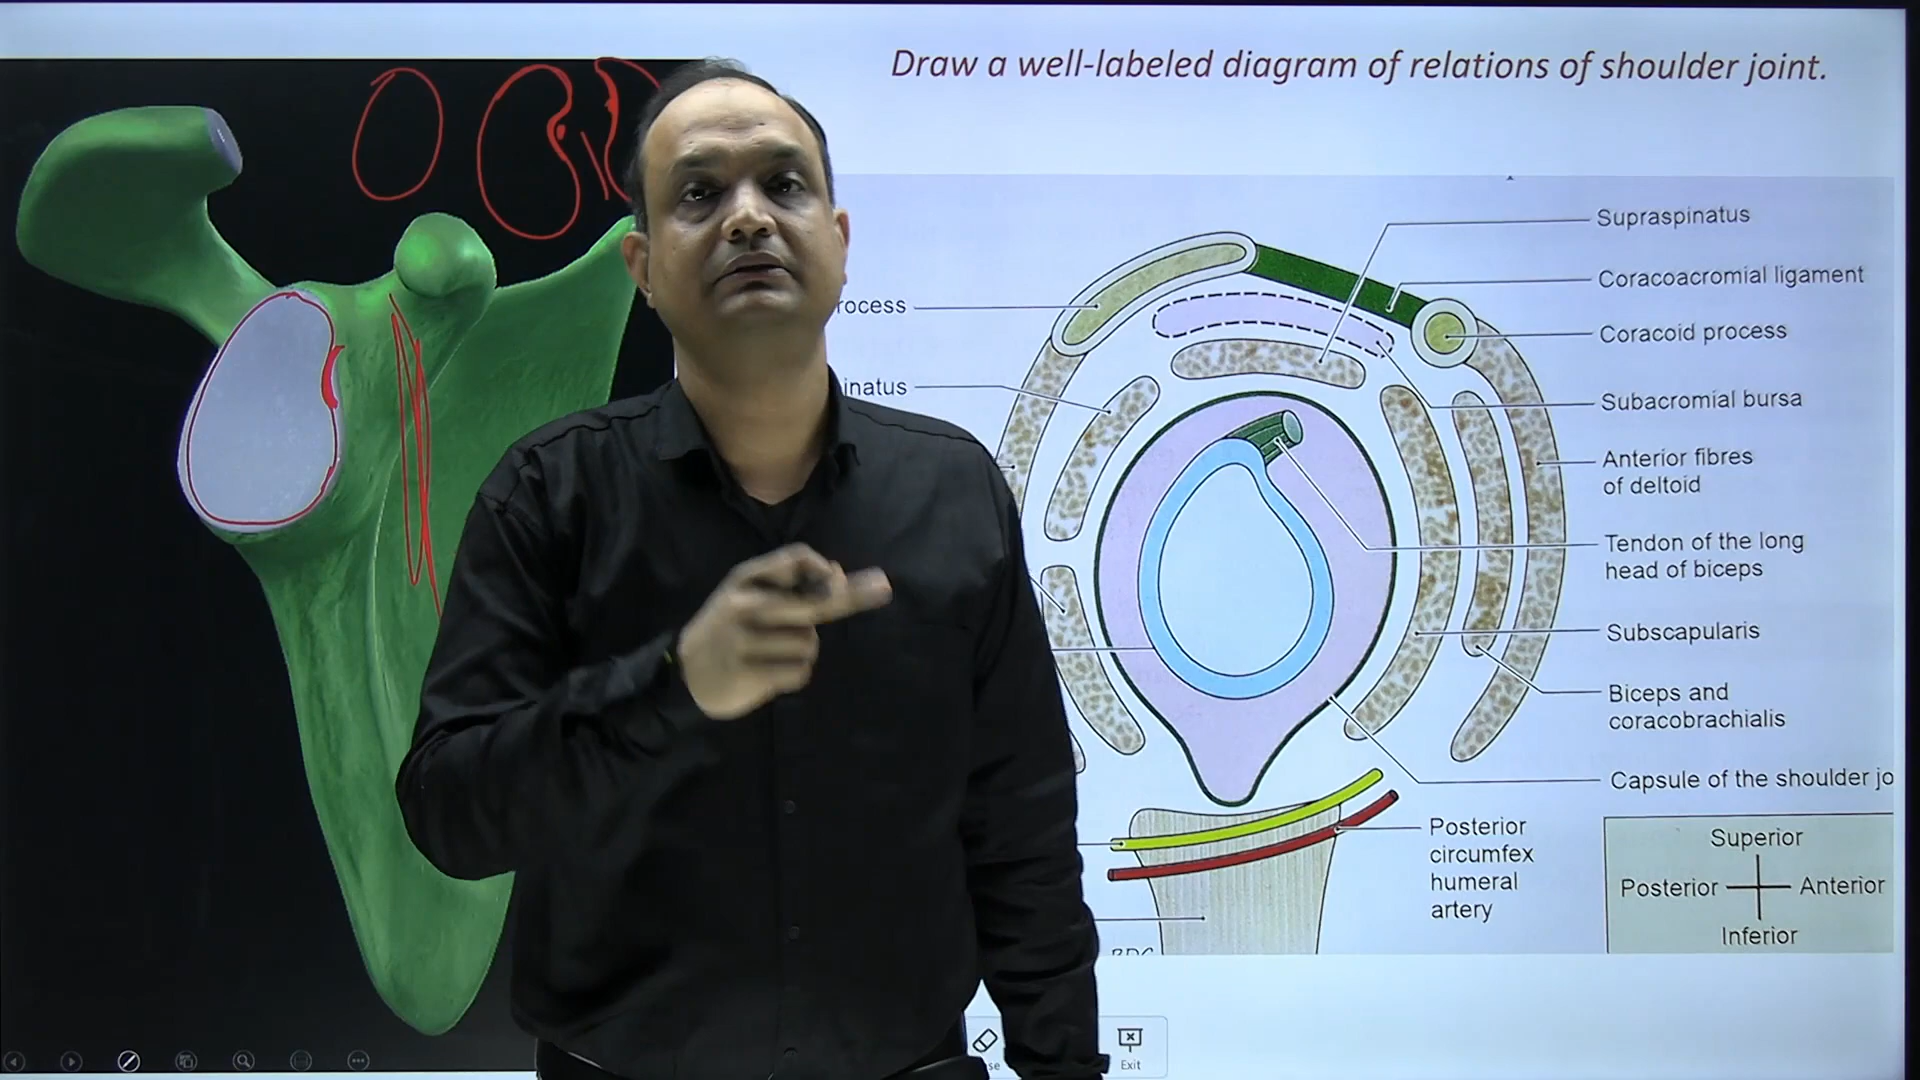 Draw a well-labeled diagram of relations of shoulder joint.
Supraspinatus
Coracoacromial ligament
rocess
Coracoid process
inatus
Subacromial bursa
Anterior fibres
of deltoid
Tendon of the long
head of biceps
Subscapularis
Biceps and
coracobrachialis
Capsule of the shoulder jo
Posterior
circumfex
humeral
artery
Superior
Posterior
Anterior
Inferior
Exit